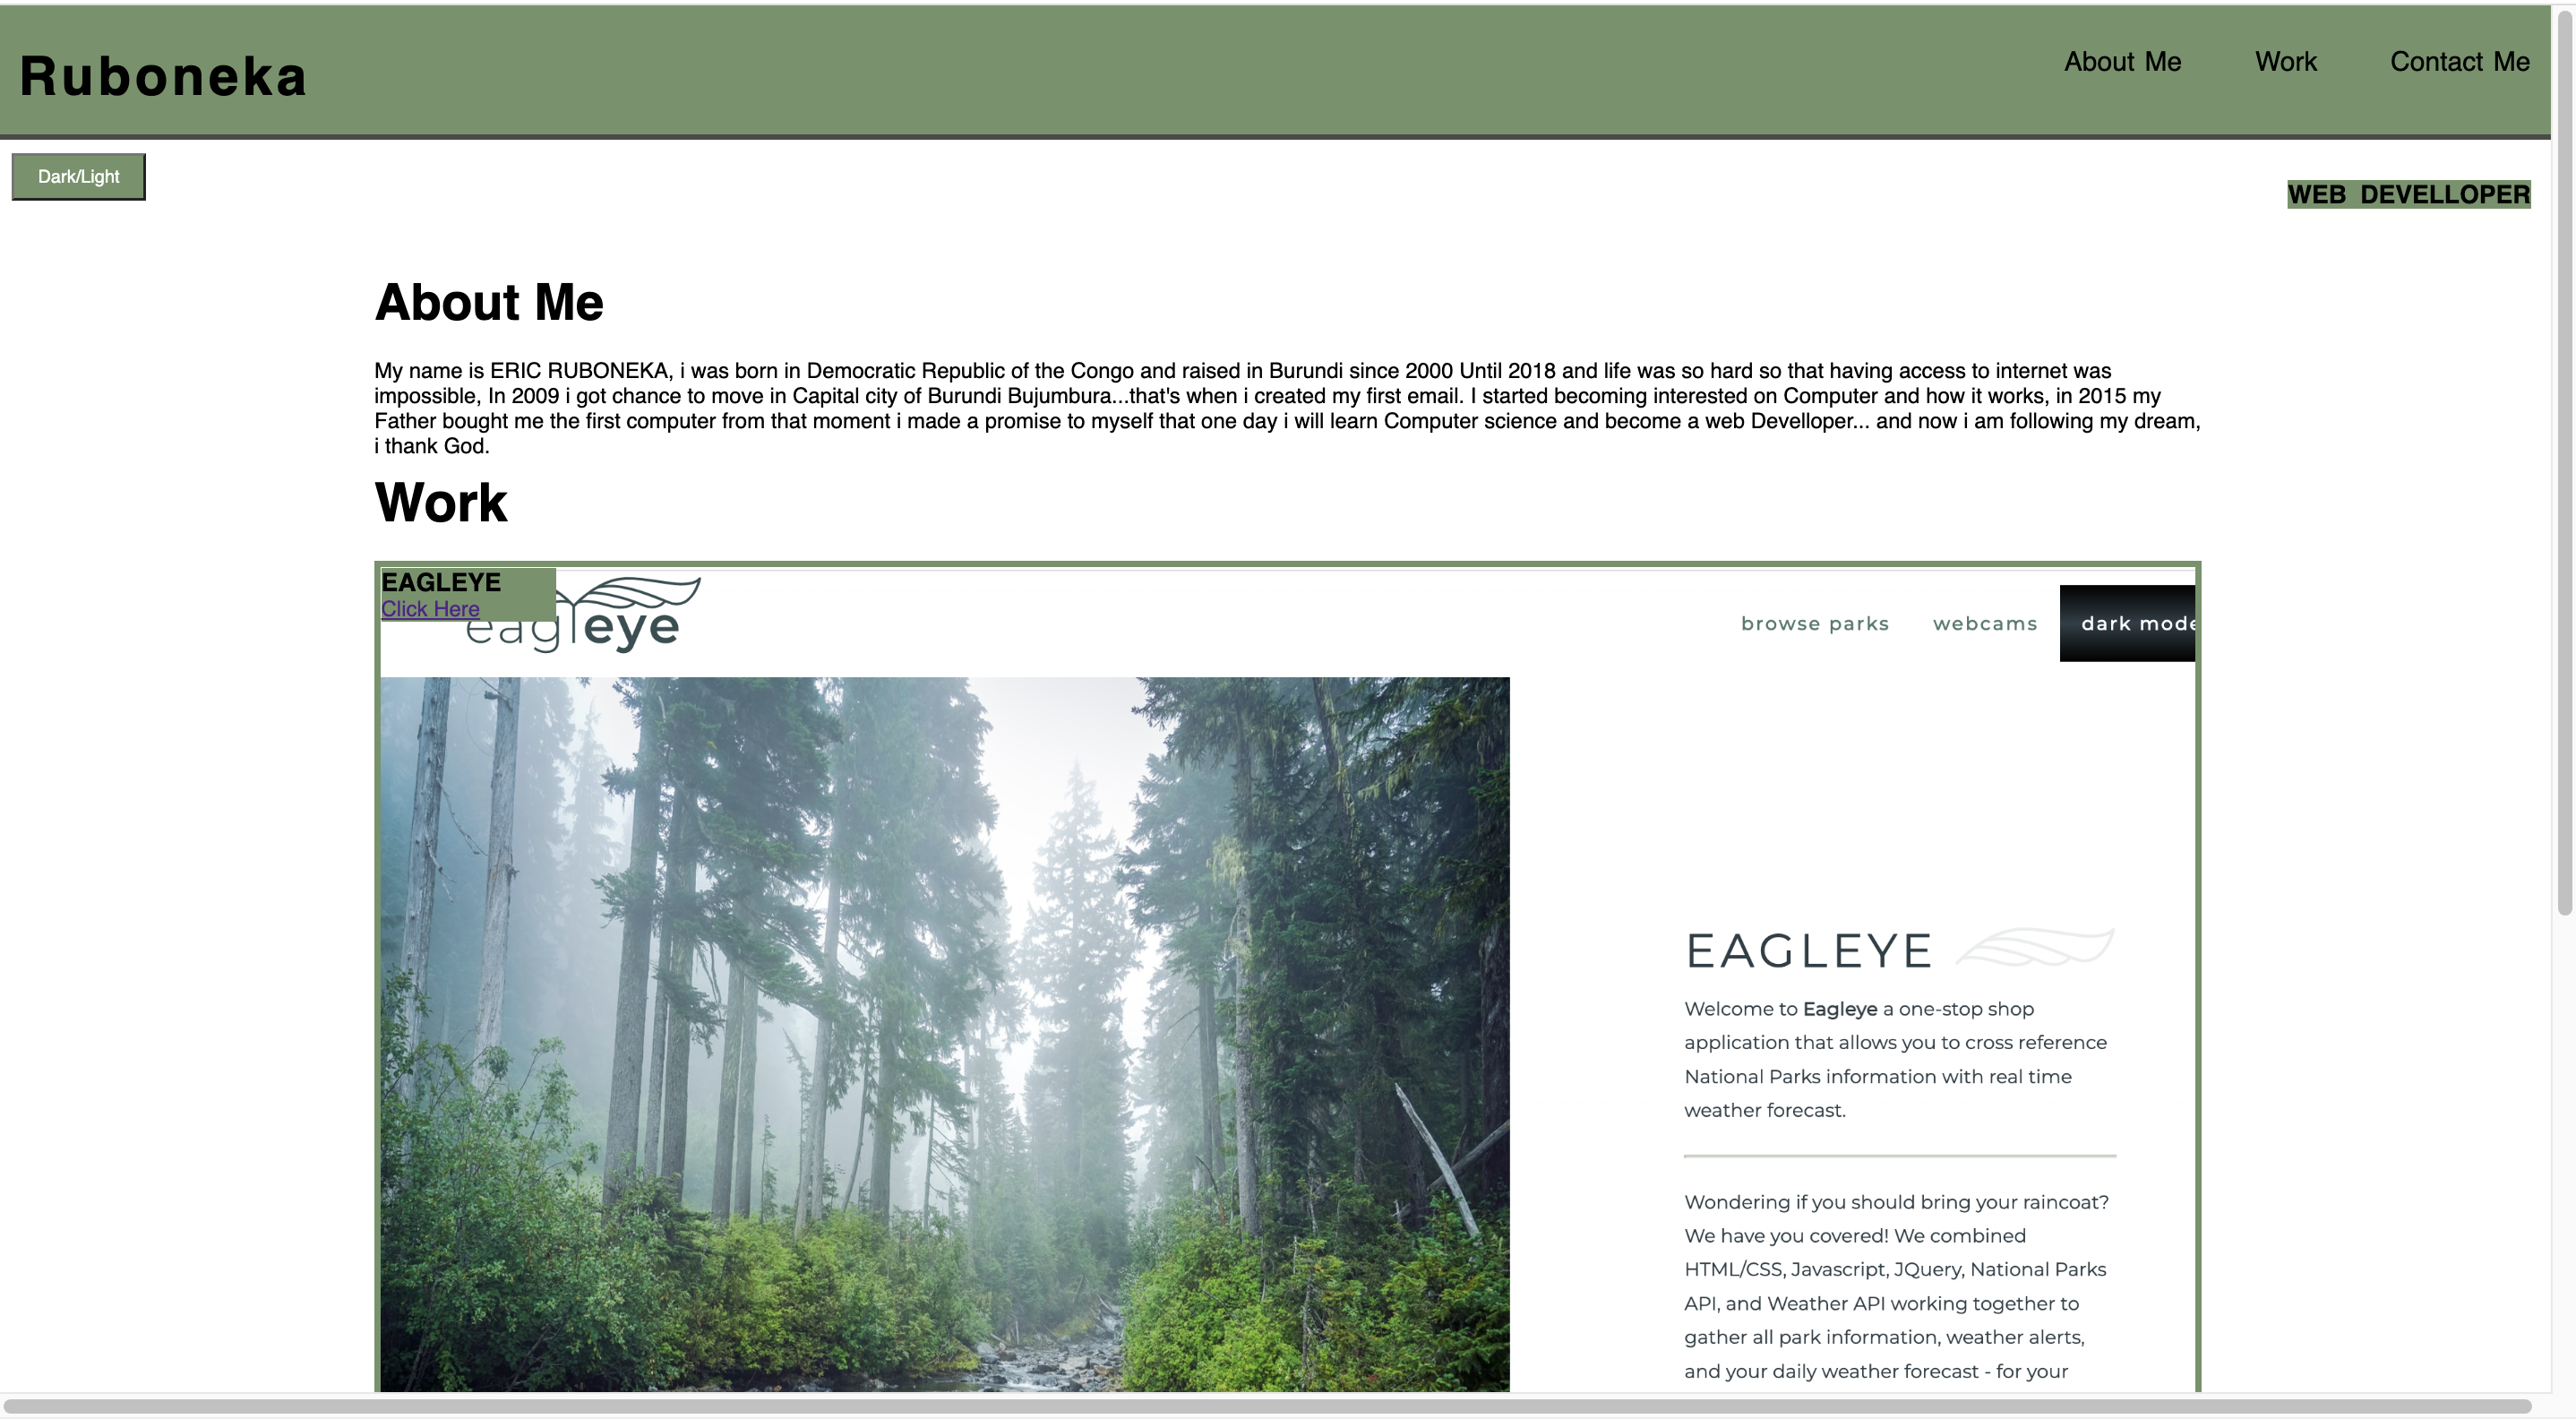 Ruboneka
About Me
Work
Contact Me
Dark/Light
WEB DEVELLOPER
About Me
My name is ERIC RUBONEKA, i was born in Democratic Republic of the Congo and raised in Burundi since 2000 Until 2018 and life was so hard so that having access to internet was
impossible, In 2009 i got chance to move in Capital city of Burundi Bujumbura...that's when i created my first email. I started becoming interested on Computer and how it works, in 2015 my
Father bought me the first computer from that moment i made a promise to myself that one day i will learn Computer science and become a web Develloper... and now i am following my dream,
i thank God.
Work
EAGLEYE
Click Here
eagleye
browse parks
webcams
dark mode
EAGLEYE
Welcome to Eagleye a one-stop shop
application that allows you to cross reference
National Parks information with real time
weather forecast.
Wondering if you should bring your raincoat?
We have you covered! We combined
HTML/CSS, Javascript, JQuery, National Parks
API, and Weather API working together to
gather all park information, weather alerts,
and your daily weather forecast - for your